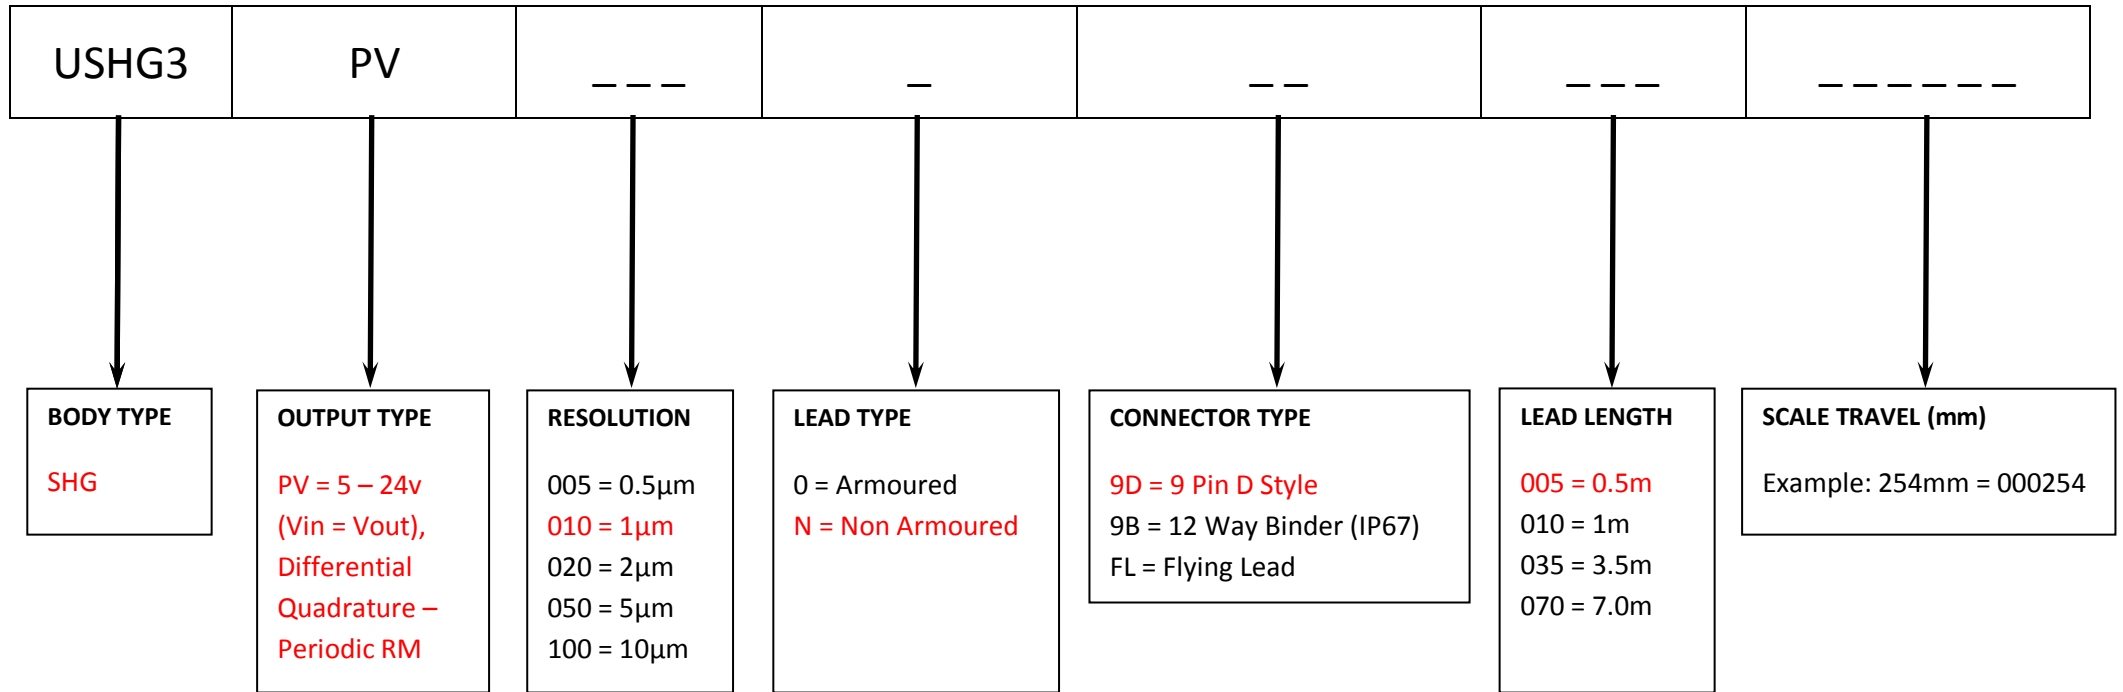 USHG3 PV _ _ _ _ _ _ _ _ _ _ _ _ _ _ _
BODY TYPE
SHG
OUTPUT TYPE
PV = 5 – 24v
(Vin = Vout),
Differential
Quadrature –
Periodic RM
RESOLUTION
005 = 0.5µm
010 = 1µm
020 = 2µm
050 = 5µm
100 = 10µm
LEAD TYPE
0 = Armoured
N = Non Armoured
CONNECTOR TYPE
9D = 9 Pin D Style
9B = 12 Way Binder (IP67)
FL = Flying Lead
LEAD LENGTH
005 = 0.5m
010 = 1m
035 = 3.5m
070 = 7.0m
SCALE TRAVEL (mm)
Example: 254mm = 000254